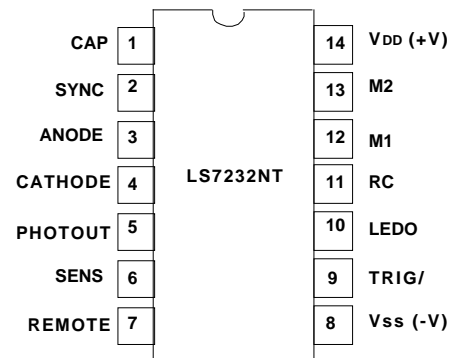 CAP 1 14 VDD (+V)
SYNC 2 13 M2
ANODE 3 12 M1
CATHODE 4 LS7232NT 11 RC
PHOTOUT 5 10 LEDO
SENS 6 9 TRIG/
REMOTE 7 8 Vss (-V)